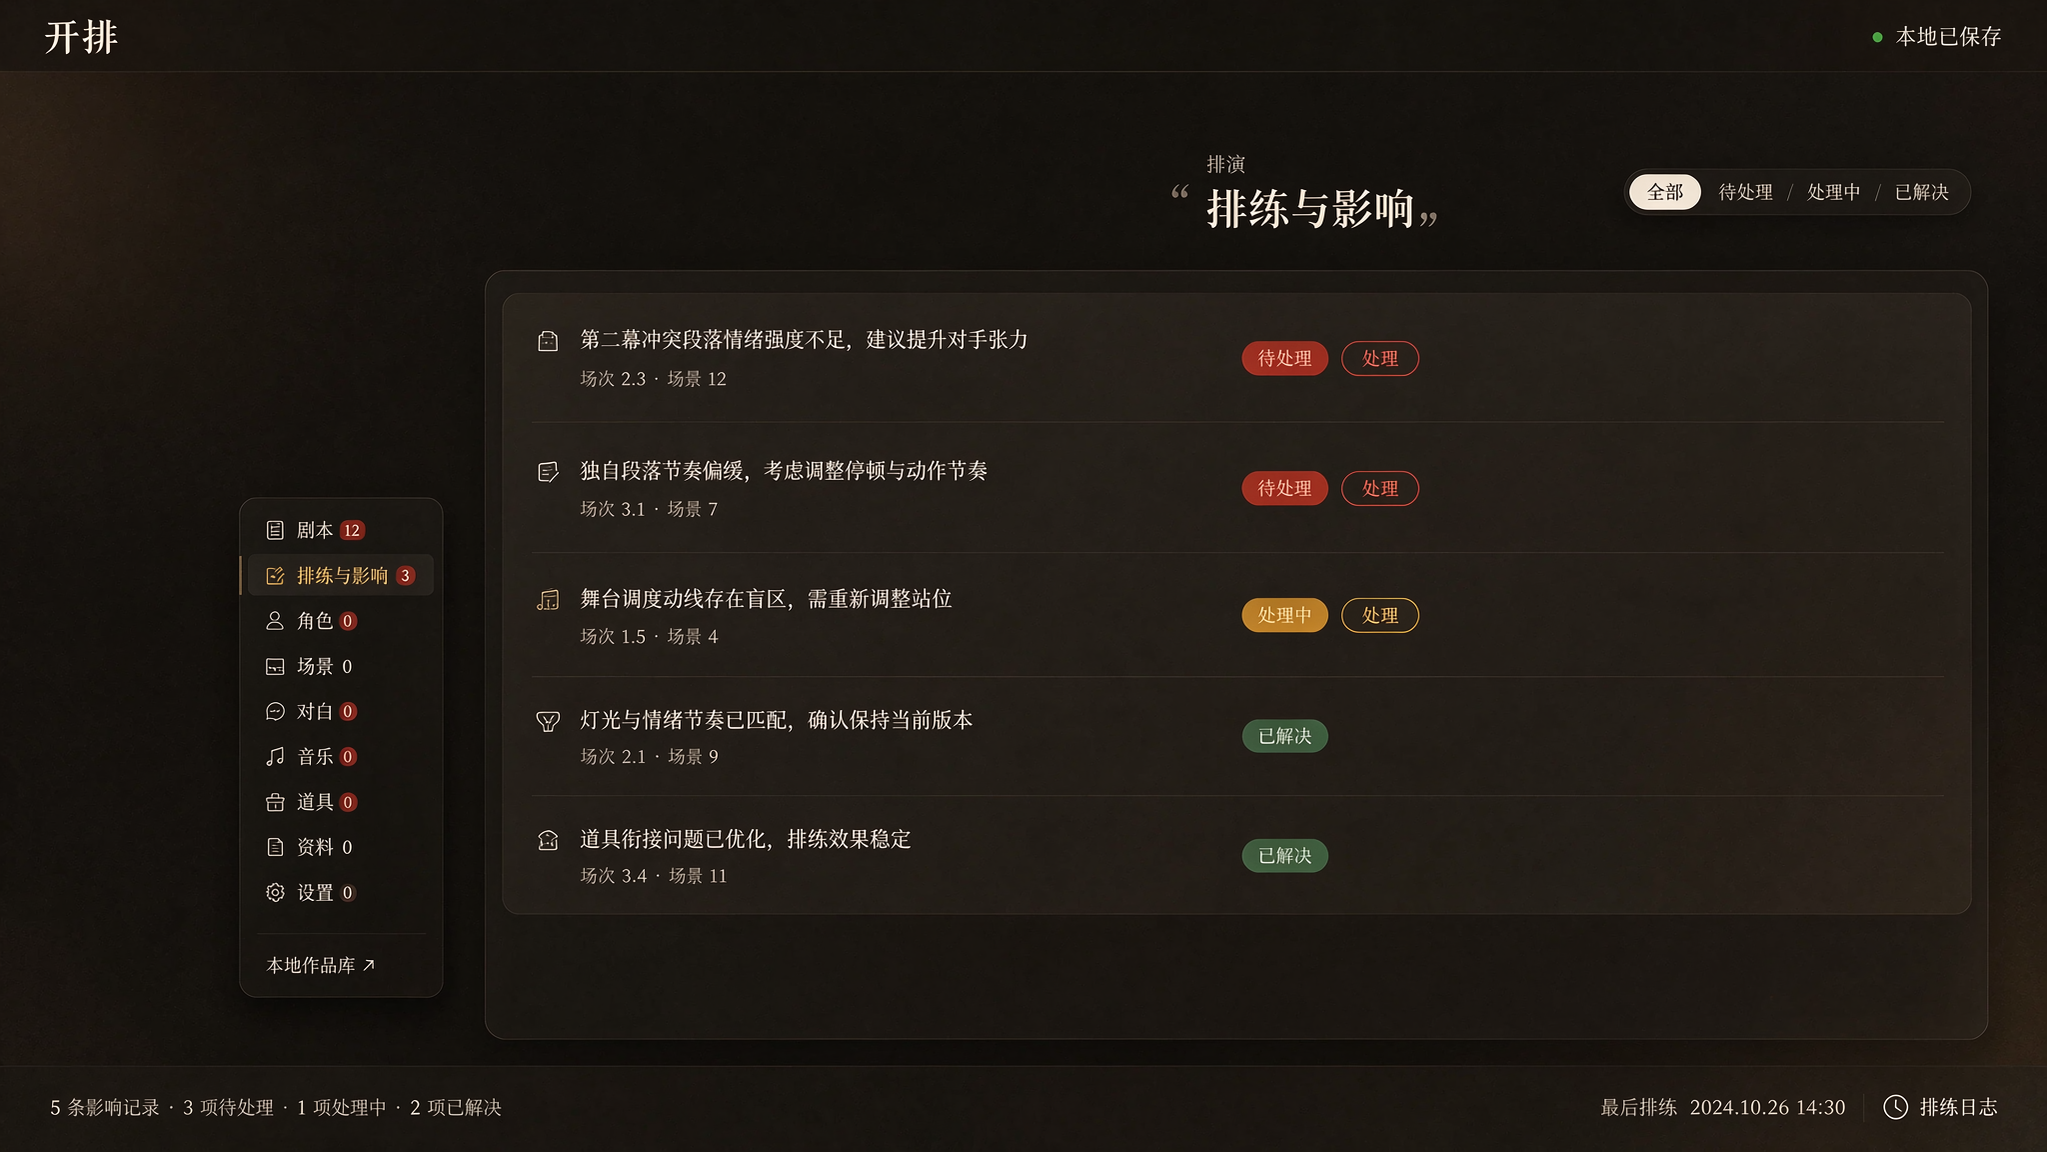 开排
本地已保存
排演
“ 排练与影响 ”
全部 待处理 / 处理中 / 已解决
第二幕冲突段落情绪强度不足，建议提升对手张力
场次 2.3 · 场景 12
待处理 处理
独自段落节奏偏缓，考虑调整停顿与动作节奏
场次 3.1 · 场景 7
待处理 处理
舞台调度动线存在盲区，需重新调整站位
场次 1.5 · 场景 4
处理中 处理
灯光与情绪节奏已匹配，确认保持当前版本
场次 2.1 · 场景 9
已解决
道具衔接问题已优化，排练效果稳定
场次 3.4 · 场景 11
已解决
剧本 12
排练与影响 3
角色 0
场景 0
对白 0
音乐 0
道具 0
资料 0
设置 0
本地作品库 ↗
5 条影响记录 · 3 项待处理 · 1 项处理中 · 2 项已解决
最后排练 2024.10.26 14:30
排练日志